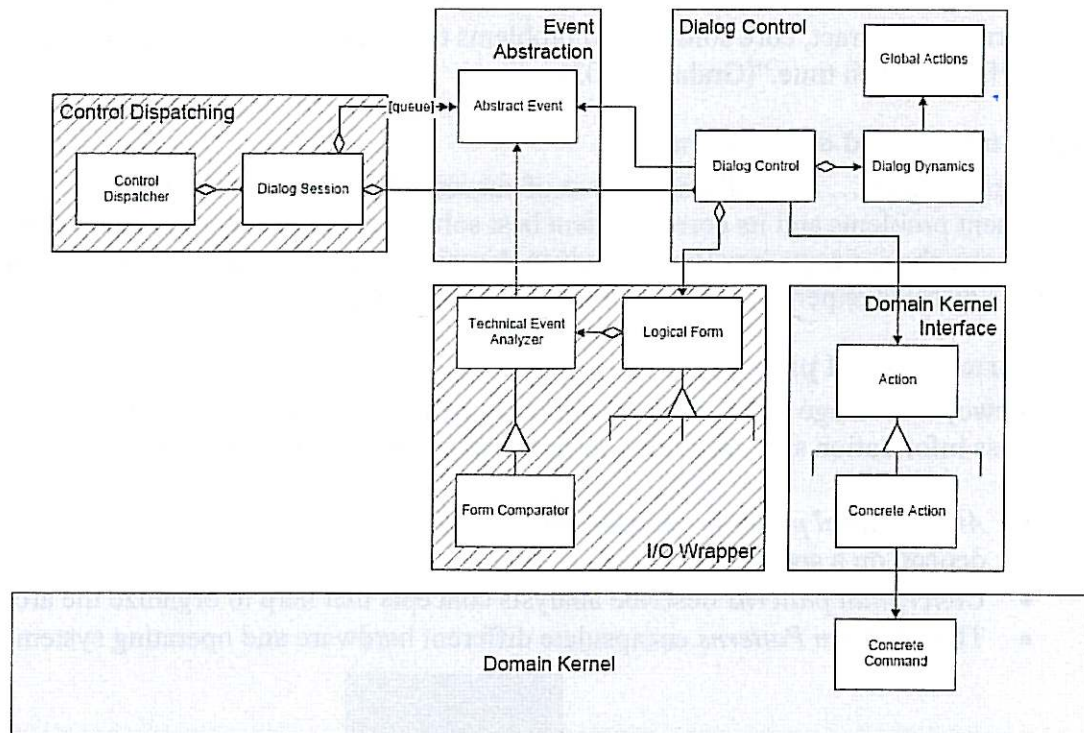 Event
Abstraction
Dialog Control
Global Actions
[queue]
Abstract Event
Control Dispatching
Control
Dispatcher
Dialog Session
Dialog Control
Dialog Dynamics
Technical Event
Analyzer
Logical Form
Domain Kernel
Interface
Action
Form Comparator
Concrete Action
I/O Wrapper
Concrete
Command
Domain Kernel